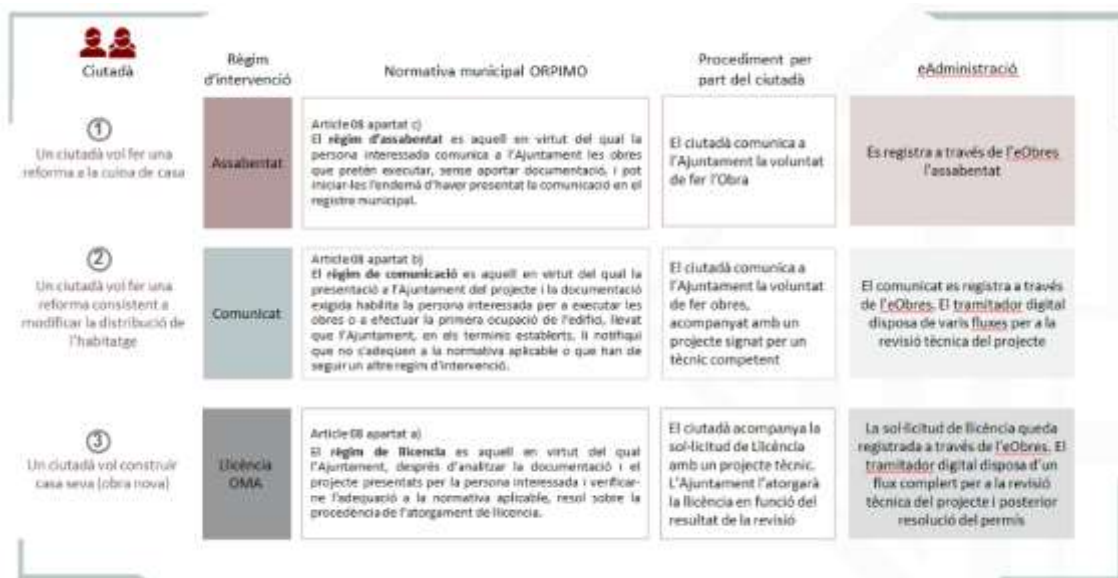 Ciutadà
Règim
d'intervenció
Normativa municipal ORPIMO
Procediment per
part del ciutadà
eAdministració
1
Un ciutadà vol fer una
reforma a la cuina de casa
Assabentat
Article 08 apartat c)
El règim d'assabentat es aquell en virtut del qual la
persona interessada comunica a l'Ajuntament les obres
que pretén executar, sense aportar documentació, i pot
iniciar-les l'endemà d'haver presentat la comunicació en el
registre municipal.
El ciutadà comunica a
l'Ajuntament la voluntat
de fer l'Obra
Es registra a través de l'eObres
l'assabentat
2
Un ciutadà vol fer una
reforma consistent a
modificar la distribució de
l'habitatge
Comunicat
Article 08 apartat b)
El règim de comunicació es aquell en virtut del qual la
presentació a l'Ajuntament del projecte i la documentació
exigida habilita la persona interessada per a executar les
obres o a efectuar la primera ocupació de l'edifici, llevat
que l'Ajuntament, en els terminis establerts, li notifiqui
que no s'adeqüen a la normativa aplicable o que han de
seguir un altre regim d'intervenció.
El ciutadà comunica a
l'Ajuntament la voluntat
de fer obres,
acompanyat amb un
projecte signat per un
tècnic competent
El comunicat es registra a través
de l'eObres. El tramitador digital
disposa de varis fluxes per a la
revisió tècnica del projecte
3
Un ciutadà vol construir
casa seva (obra nova)
Llicència
OMA
Article 08 apartat a)
El règim de llicencia es aquell en virtut del qual
l'Ajuntament, després d'analitzar la documentació i el
projecte presentats per la persona interessada i verificar-
ne l'adequació a la normativa aplicable, resol sobre la
procedència de l'atorgament de llicencia.
El ciutadà acompanya la
sol·licitud de Llicència
amb un projecte tècnic.
L'Ajuntament l'atorgarà
la llicència en funció del
resultat de la revisió
La sol·licitud de llicència queda
registrada a través de l'eObres. El
tramitador digital disposa d'un
flux complert per a la revisió
tècnica del projecte i posterior
resolució del permís